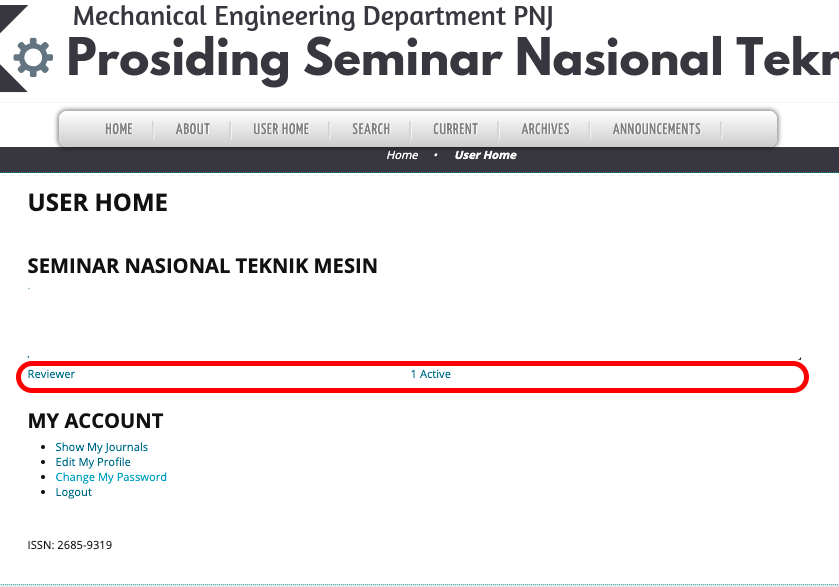 Mechanical Engineering Department PNJ
Prosiding Seminar Nasional
HOME ABOUT USER HOME SEARCH CURRENT ARCHIVES ANNOUNCEMENTS
Home • User Home
USER HOME
SEMINAR NASIONAL TEKNIK MESIN
Reviewer 1 Active
MY ACCOUNT
• Show My Journals
• Edit My Profile
• Change My Password
• Logout
ISSN: 2685-9319